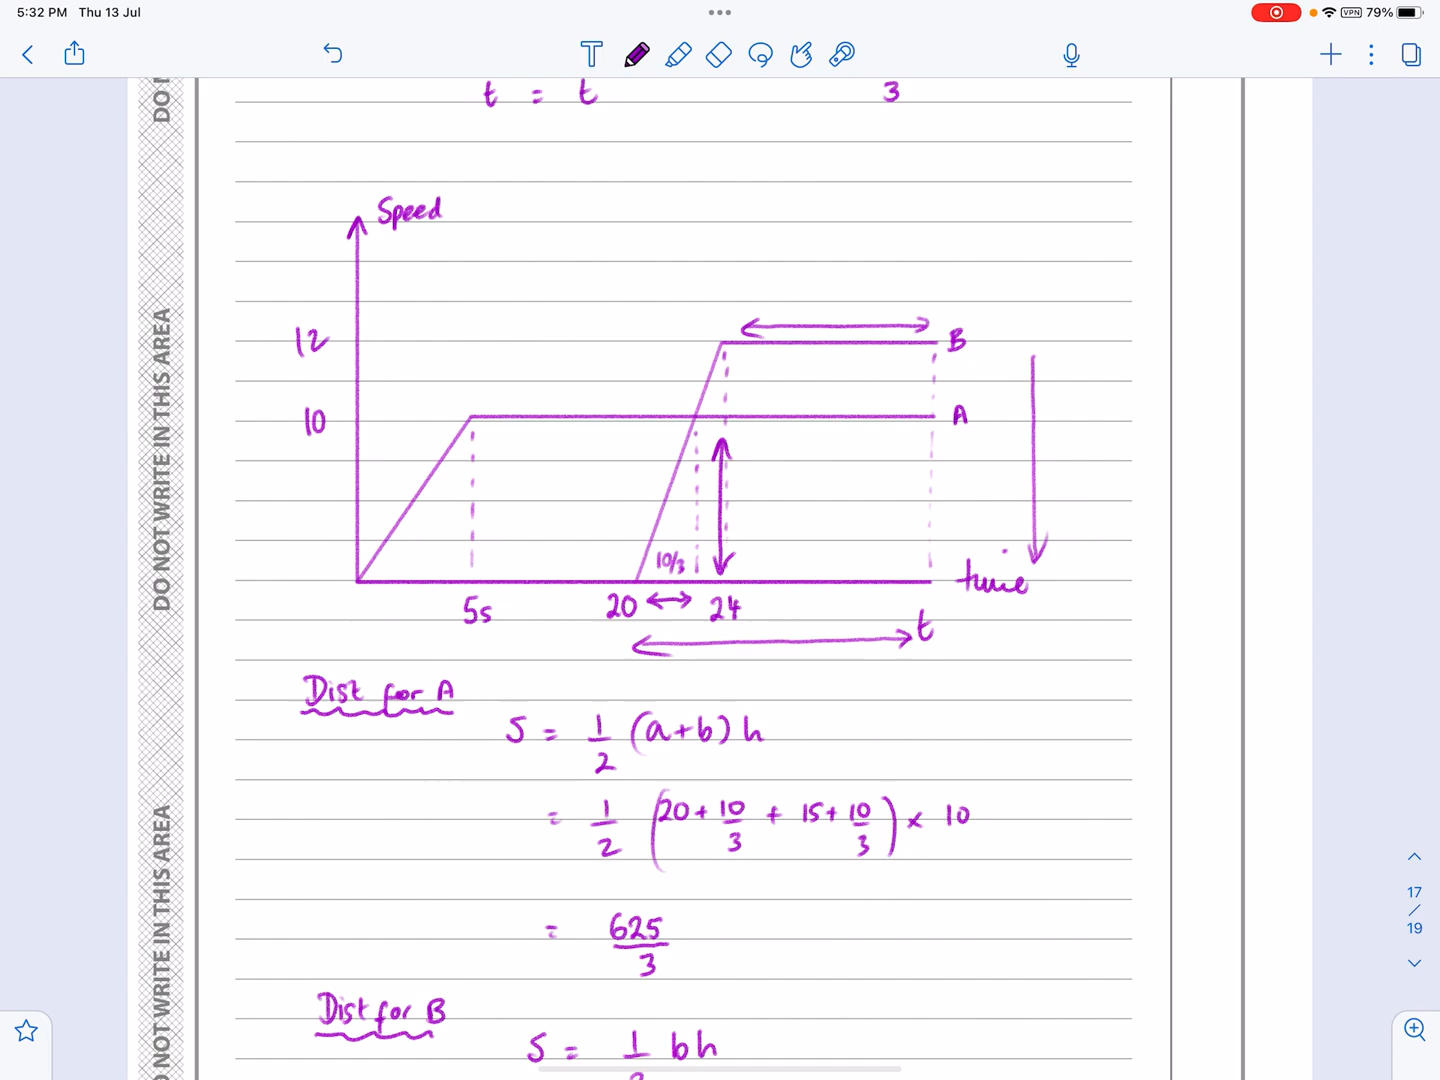 5:32 PM Thu 13 Jul
VPN 79%
T
DO N
t = t 3
Speed
12
B
10
A
DO NOT WRITE IN THIS AREA
10/3
time
5s 20 24
t
Dist for A
S = 1/2 (a+b) h
= 1/2 (20 + 10/3 + 15 + 10/3) × 10
= 625/3
17
/
19
NOT WRITE IN THIS AREA
Dist for B
S = 1/2 bh